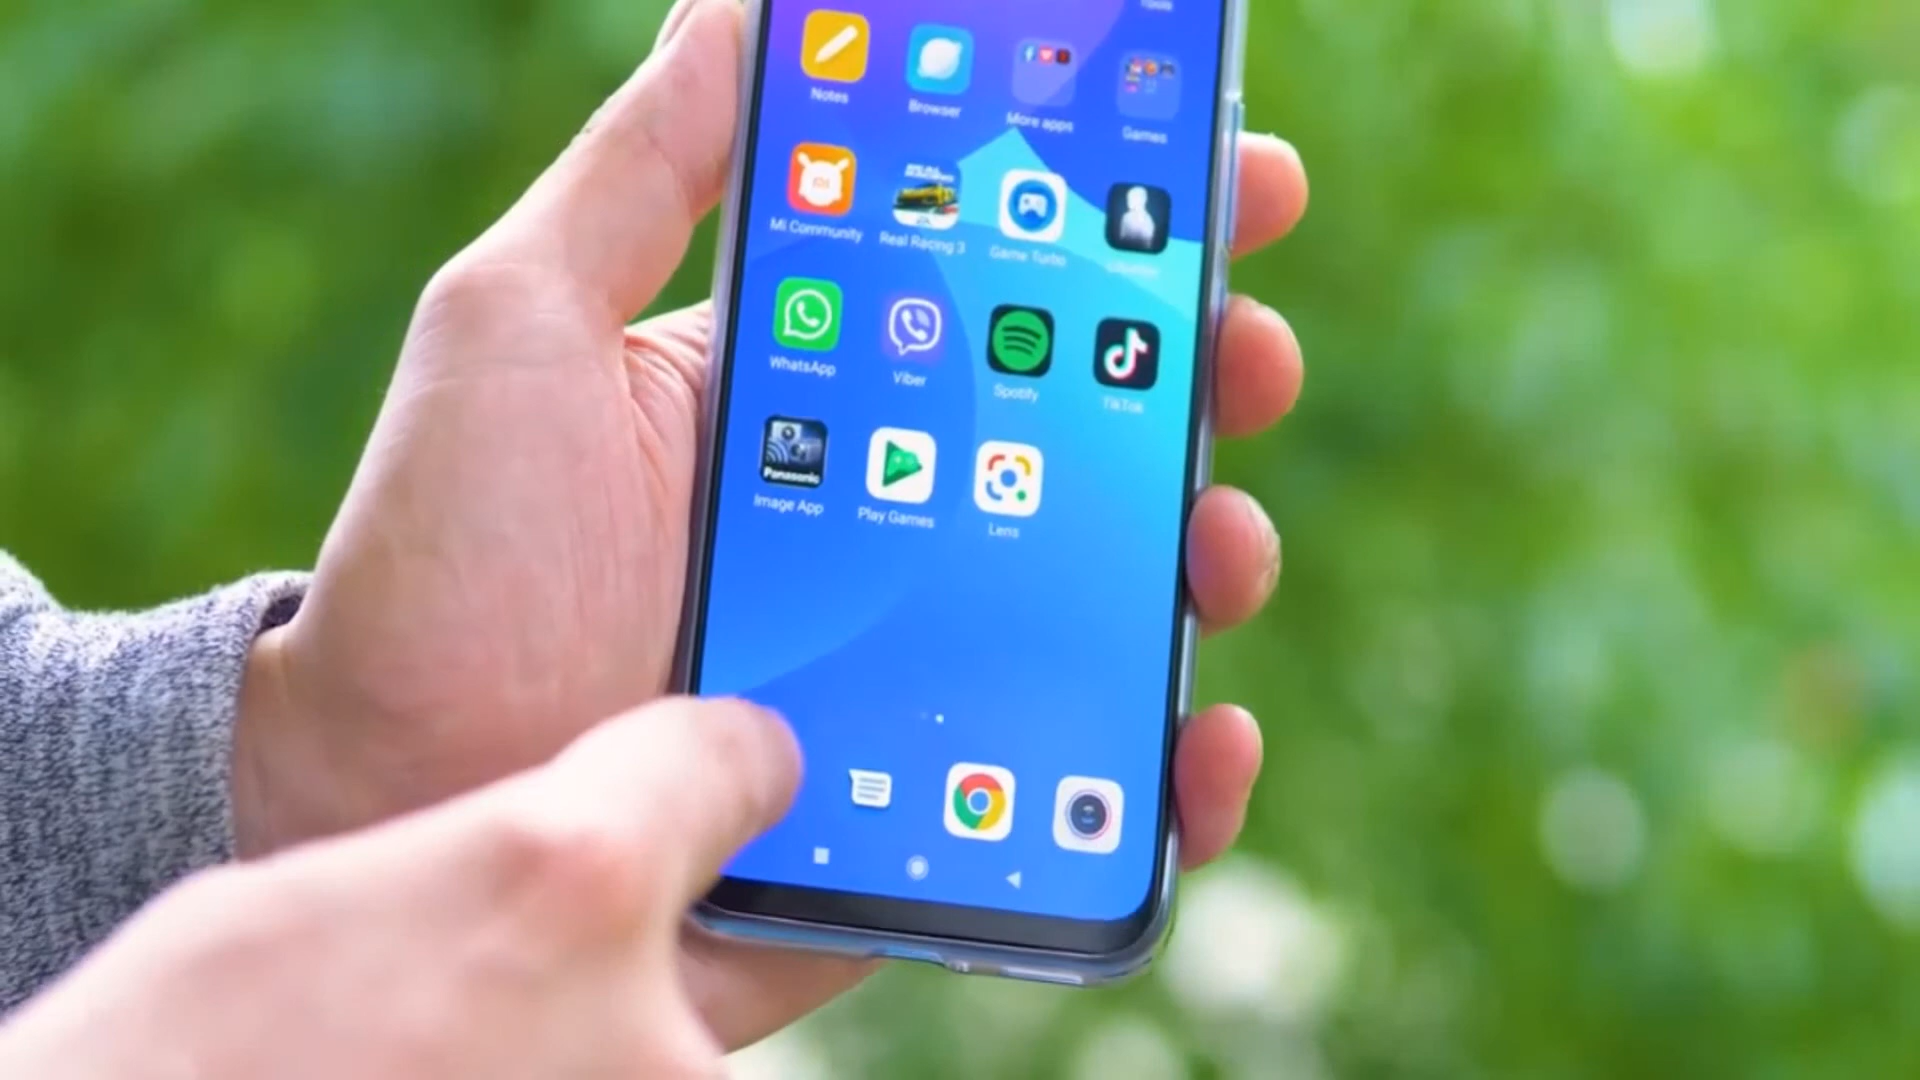 Tools
Notes
Browser
More apps
Games
Mi Community
Real Racing 3
Game Turbo
WhatsApp
Viber
Spotify
TikTok
Panasonic
Image App
Play Games
Lens